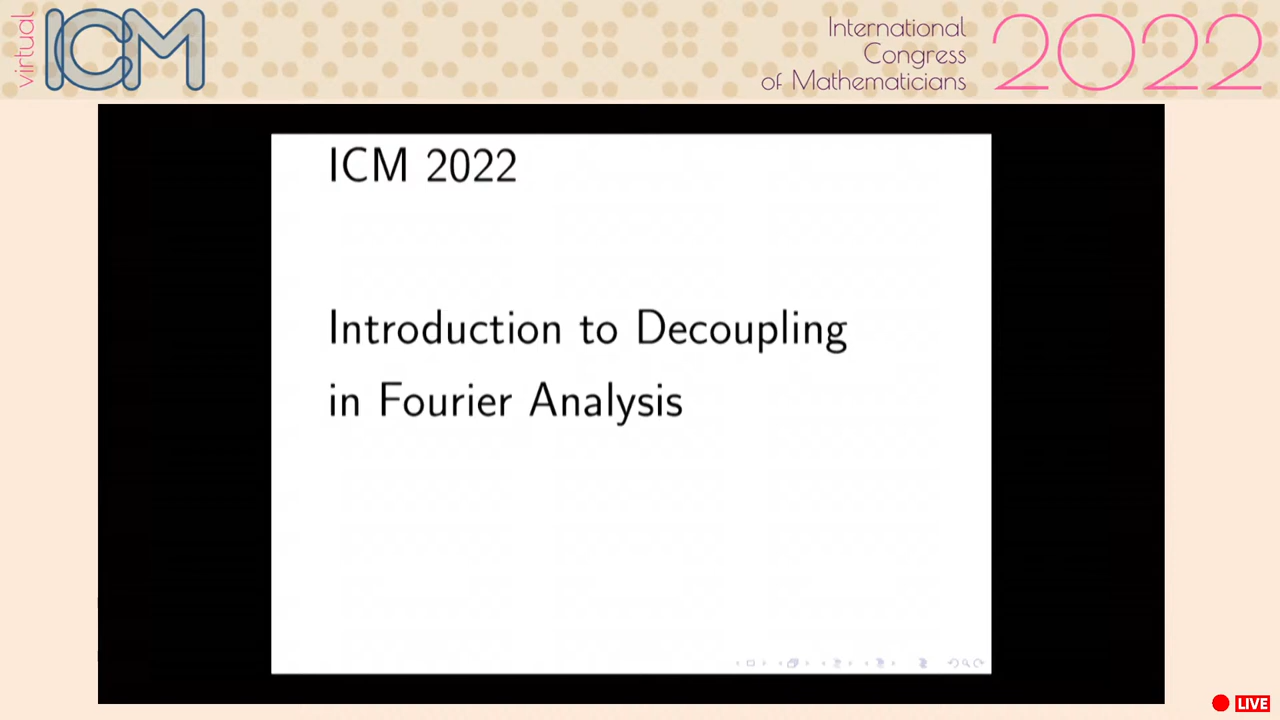 virtual
ICM
International
Congress
of Mathematicians
2022
ICM 2022
Introduction to Decoupling
in Fourier Analysis
LIVE